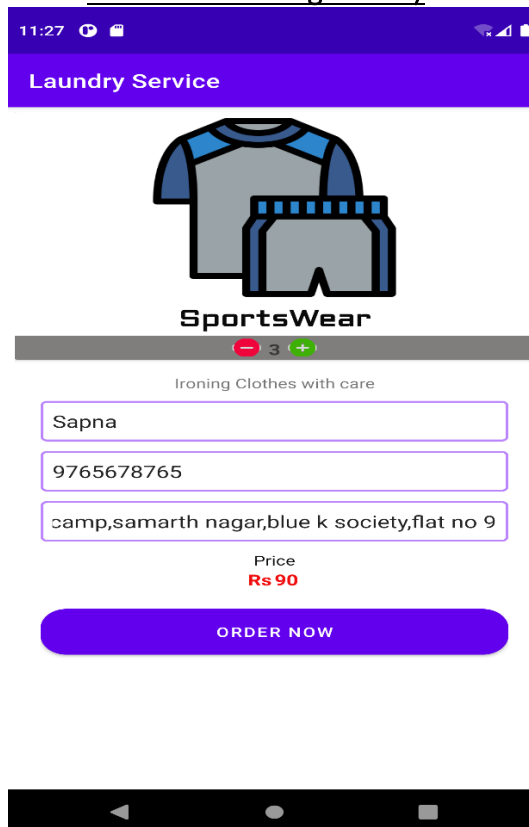 11:27
Laundry Service
SportsWear
3
Ironing Clothes with care
Sapna
9765678765
camp,samarth nagar,blue k society,flat no 9
Price
Rs 90
ORDER NOW